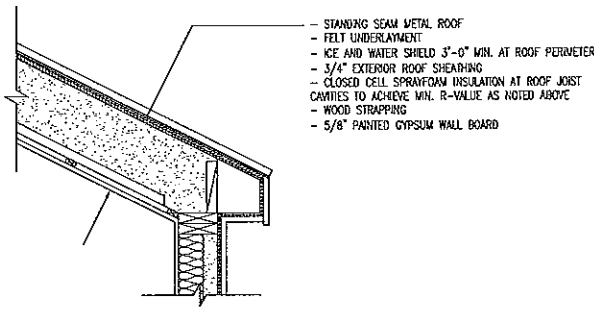 - STANDING SEAM METAL ROOF
- FELT UNDERLAYMENT
- ICE AND WATER SHIELD 3'-0" MIN. AT ROOF PERIMETER
- 3/4" EXTERIOR ROOF SHEATHING
- CLOSED CELL SPRAYFOAM INSULATION AT ROOF JOIST
CAVITIES TO ACHIEVE MIN. R-VALUE AS NOTED ABOVE
- WOOD STRAPPING
- 5/8" PAINTED GYPSUM WALL BOARD